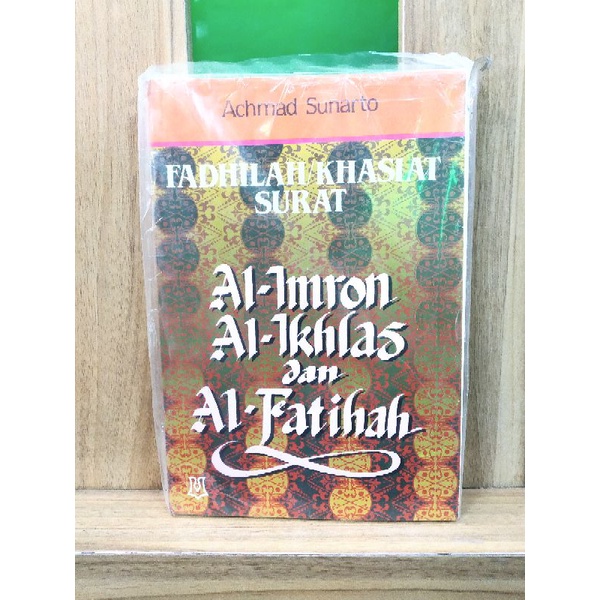 Achmad Sunarto
FADHILAH/KHASIAT
SURAT
Al-Imron
Al-Ikhlas
dan
Al-Fatihah